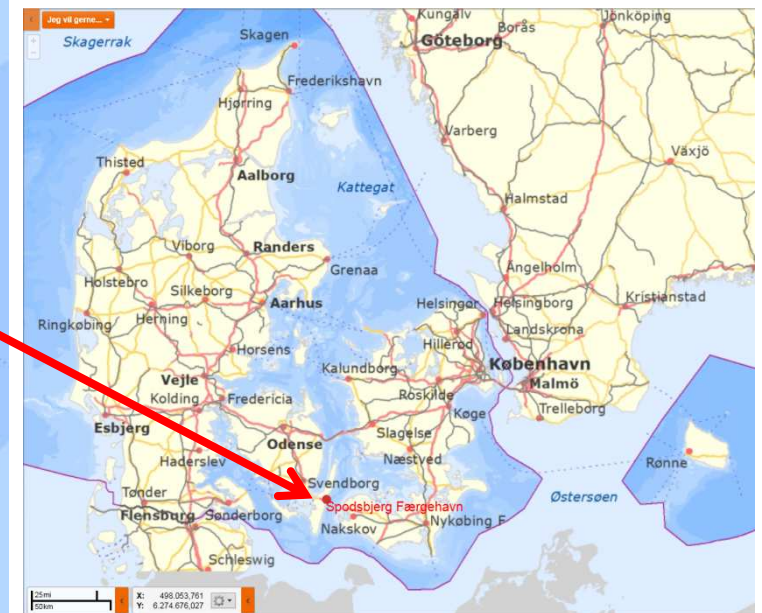 Jeg vil gerne...
Skagerrak
Skagen
Kungälv
Göteborg
Borås
Jönköping
Frederikshavn
Hjørring
Varberg
Växjö
Thisted
Aalborg
Kattegat
Halmstad
Viborg
Randers
Grenaa
Ängelholm
Holstebro
Silkeborg
Aarhus
Helsingør
Helsingborg
Kristianstad
Ringkøbing
Herning
Landskrona
Hillerød
Horsens
København
Vejle
Kalundborg
Malmö
Kolding
Fredericia
Roskilde
Trelleborg
Køge
Esbjerg
Odense
Slagelse
Haderslev
Næstved
Rønne
Svendborg
Tønder
Østersøen
Spodsbjerg Færgehavn
Flensburg
Sønderborg
Nakskov
Nykøbing F
Schleswig
25mi
50km
X: 498.053,761
Y: 6.274.676,027